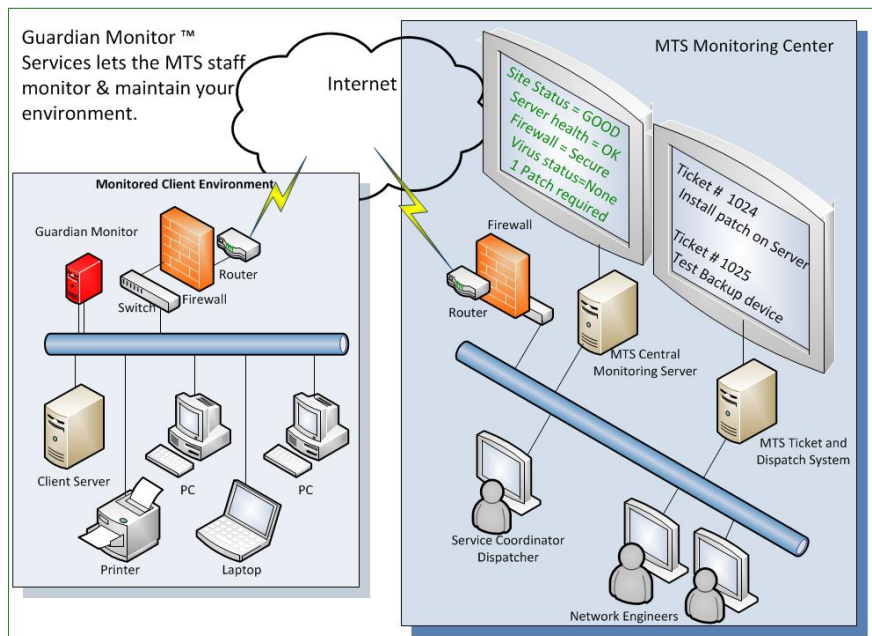 Guardian Monitor ™
Services lets the MTS staff
monitor & maintain your
environment.
Internet
MTS Monitoring Center
Site Status = GOOD
Server health = OK
Firewall = Secure
Virus status=None
1 Patch required
Ticket # 1024
Install patch on Server
Ticket # 1025
Test Backup device
Monitored Client Environment
Guardian Monitor
Router
Firewall
Switch
Client Server
PC
PC
Printer
Laptop
Firewall
Router
MTS Central
Monitoring Server
MTS Ticket and
Dispatch System
Service Coordinator
Dispatcher
Network Engineers